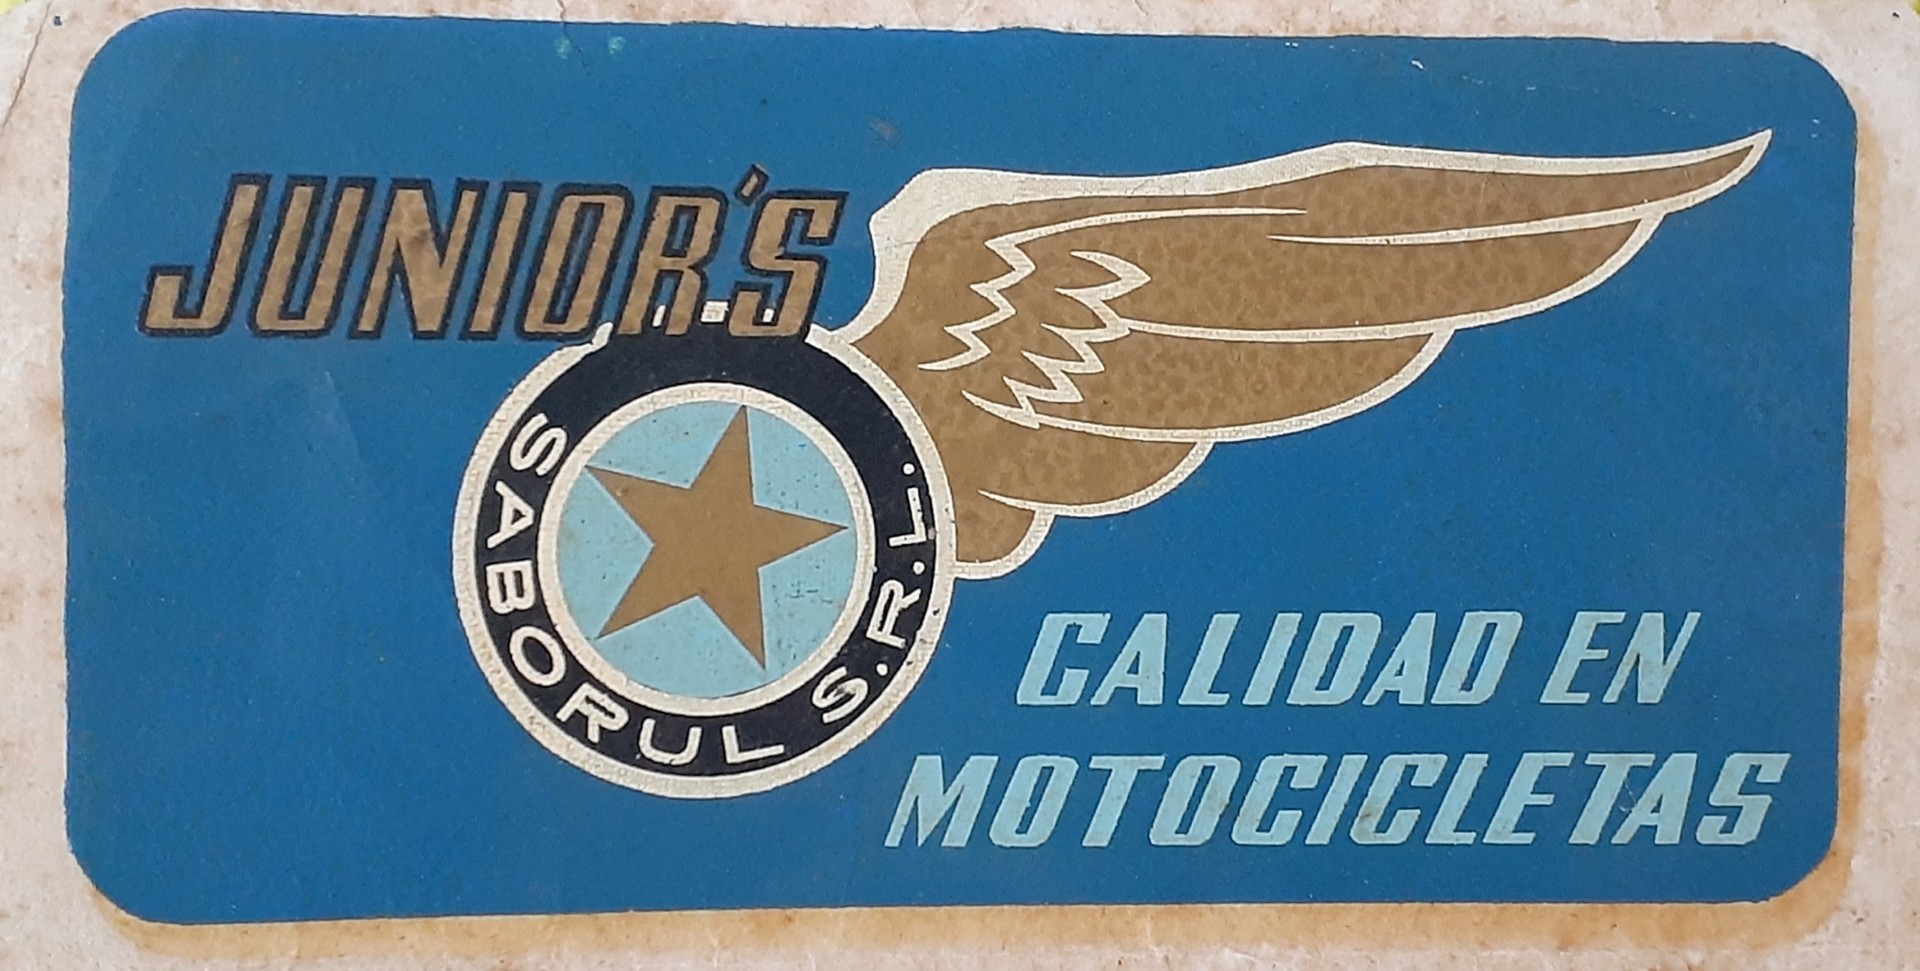 JUNIOR'S
SABORUL S.R.L.
CALIDAD EN
MOTOCICLETAS